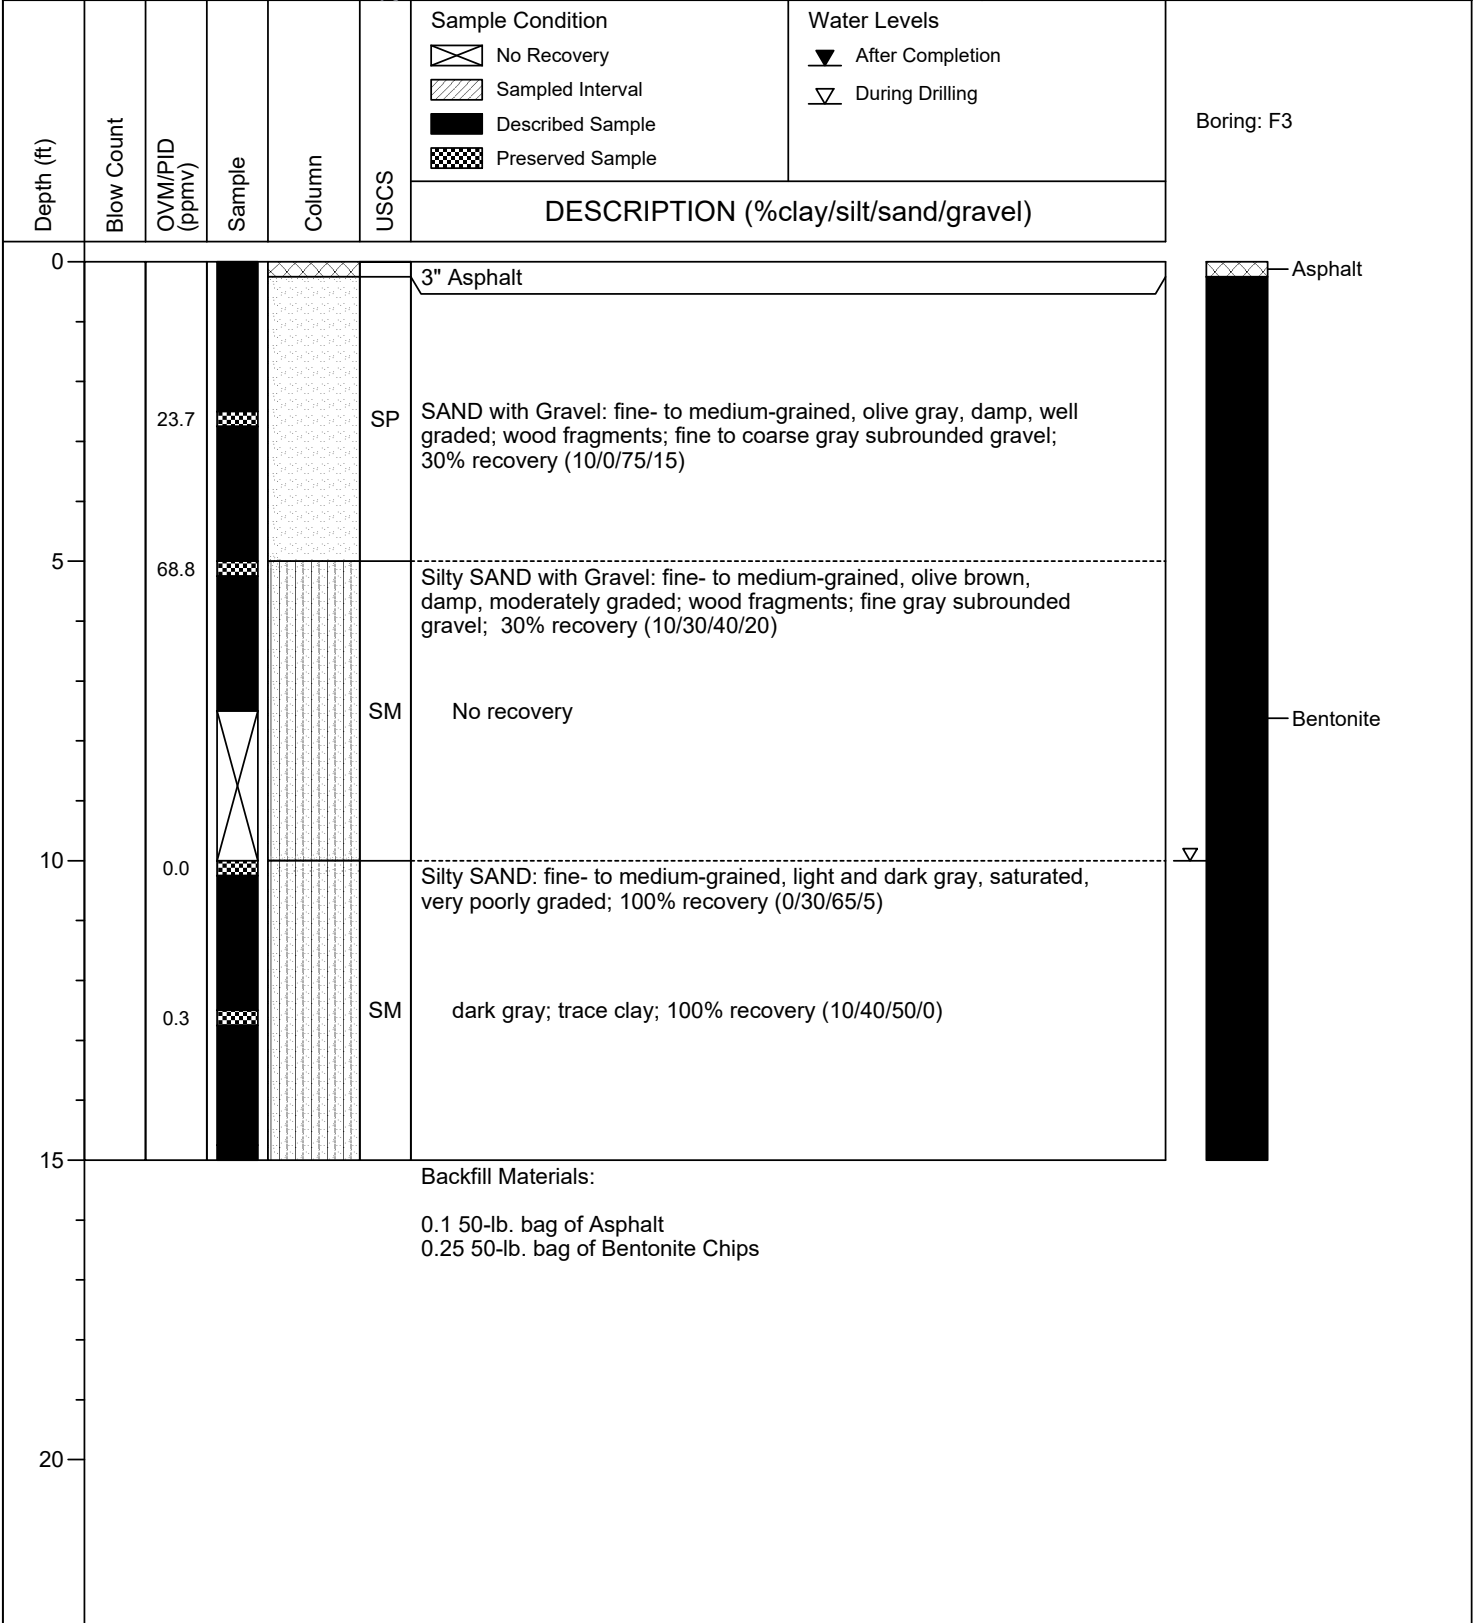 Sample Condition
No Recovery
Sampled Interval
Described Sample
Preserved Sample
Water Levels
After Completion
During Drilling
Boring: F3
Depth (ft)
Blow Count
OVM/PID
(ppmv)
Sample
Column
USCS
DESCRIPTION (%clay/silt/sand/gravel)
0
3" Asphalt
Asphalt
23.7
SP
SAND with Gravel: fine- to medium-grained, olive gray, damp, well
graded; wood fragments; fine to coarse gray subrounded gravel;
30% recovery (10/0/75/15)
5
68.8
Silty SAND with Gravel: fine- to medium-grained, olive brown,
damp, moderately graded; wood fragments; fine gray subrounded
gravel;  30% recovery (10/30/40/20)
SM
No recovery
Bentonite
10
0.0
Silty SAND: fine- to medium-grained, light and dark gray, saturated,
very poorly graded; 100% recovery (0/30/65/5)
0.3
SM
dark gray; trace clay; 100% recovery (10/40/50/0)
15
Backfill Materials:
0.1 50-lb. bag of Asphalt
0.25 50-lb. bag of Bentonite Chips
20